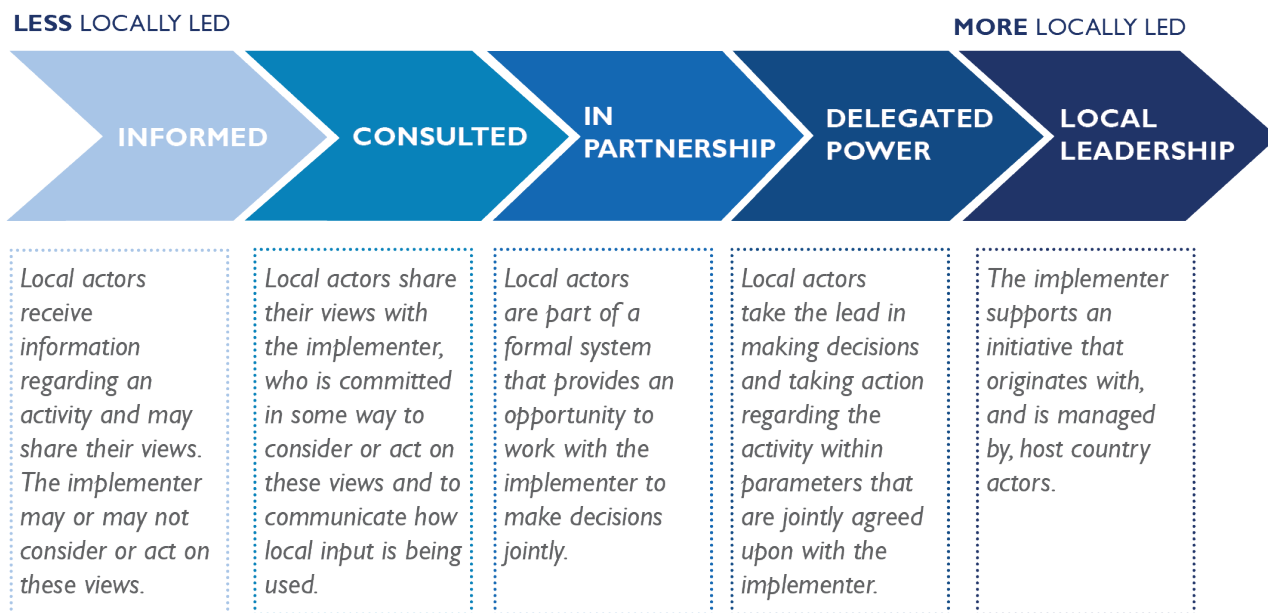 LESS LOCALLY LED
MORE LOCALLY LED
INFORMED
CONSULTED
IN
PARTNERSHIP
DELEGATED
POWER
LOCAL
LEADERSHIP
Local actors
receive
information
regarding an
activity and may
share their views.
The implementer
may or may not
consider or act on
these views.
Local actors share
their views with
the implementer,
who is committed
in some way to
consider or act on
these views and to
communicate how
local input is being
used.
Local actors
are part of a
formal system
that provides an
opportunity to
work with the
implementer to
make decisions
jointly.
Local actors
take the lead in
making decisions
and taking action
regarding the
activity within
parameters that
are jointly agreed
upon with the
implementer.
The implementer
supports an
initiative that
originates with,
and is managed
by, host country
actors.